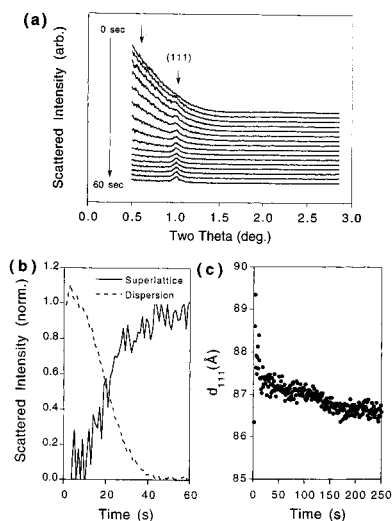 (a)
Scattered Intensity (arb.)
0 sec
60 sec
(111)
0.0 0.5 1.0 1.5 2.0 2.5 3.0
Two Theta (deg.)
(b)
Scattered Intensity (norm.)
1.2
1.0
0.8
0.6
0.4
0.2
0.0
Superlattice
Dispersion
0 20 40 60
Time (s)
(c)
d111(Å)
90
89
88
87
86
85
0 50 100 150 200 250
Time (s)